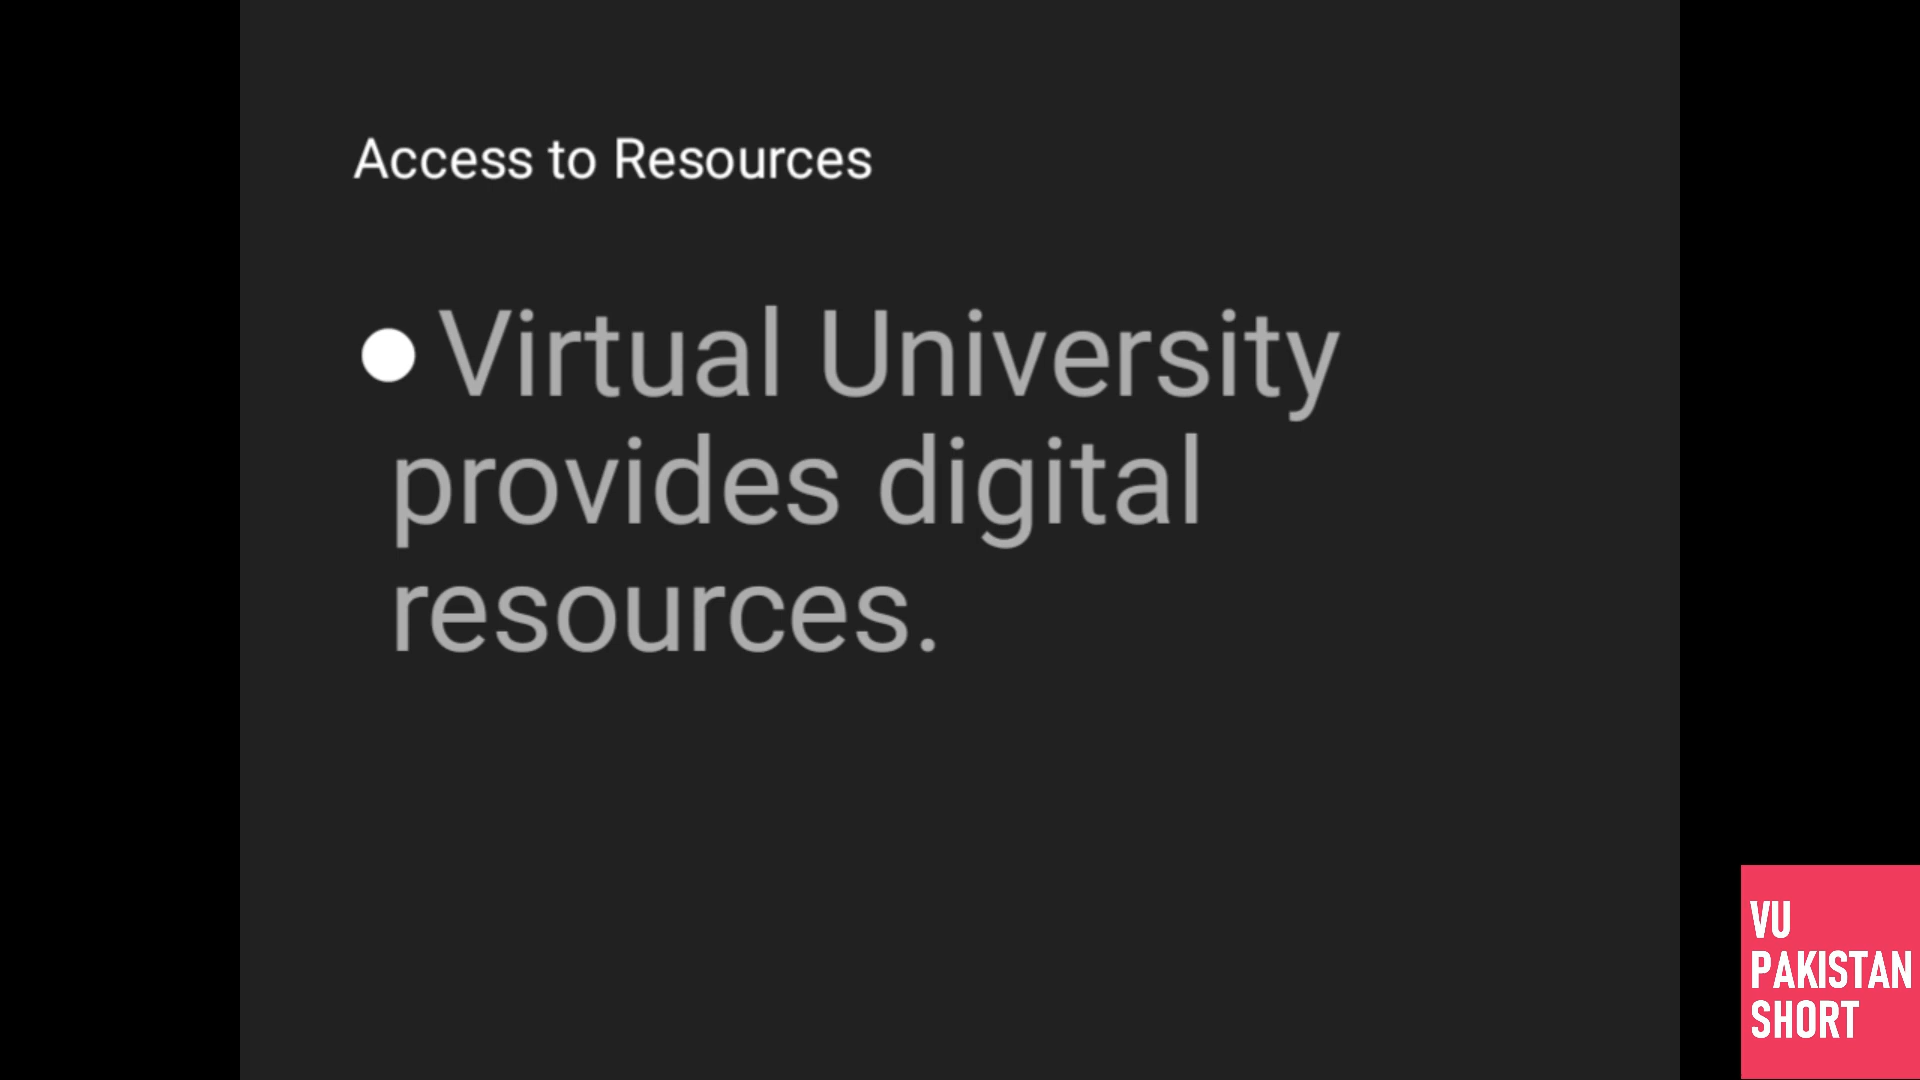 Access to Resources
● Virtual University
provides digital
resources.
VU
PAKISTAN
SHORT